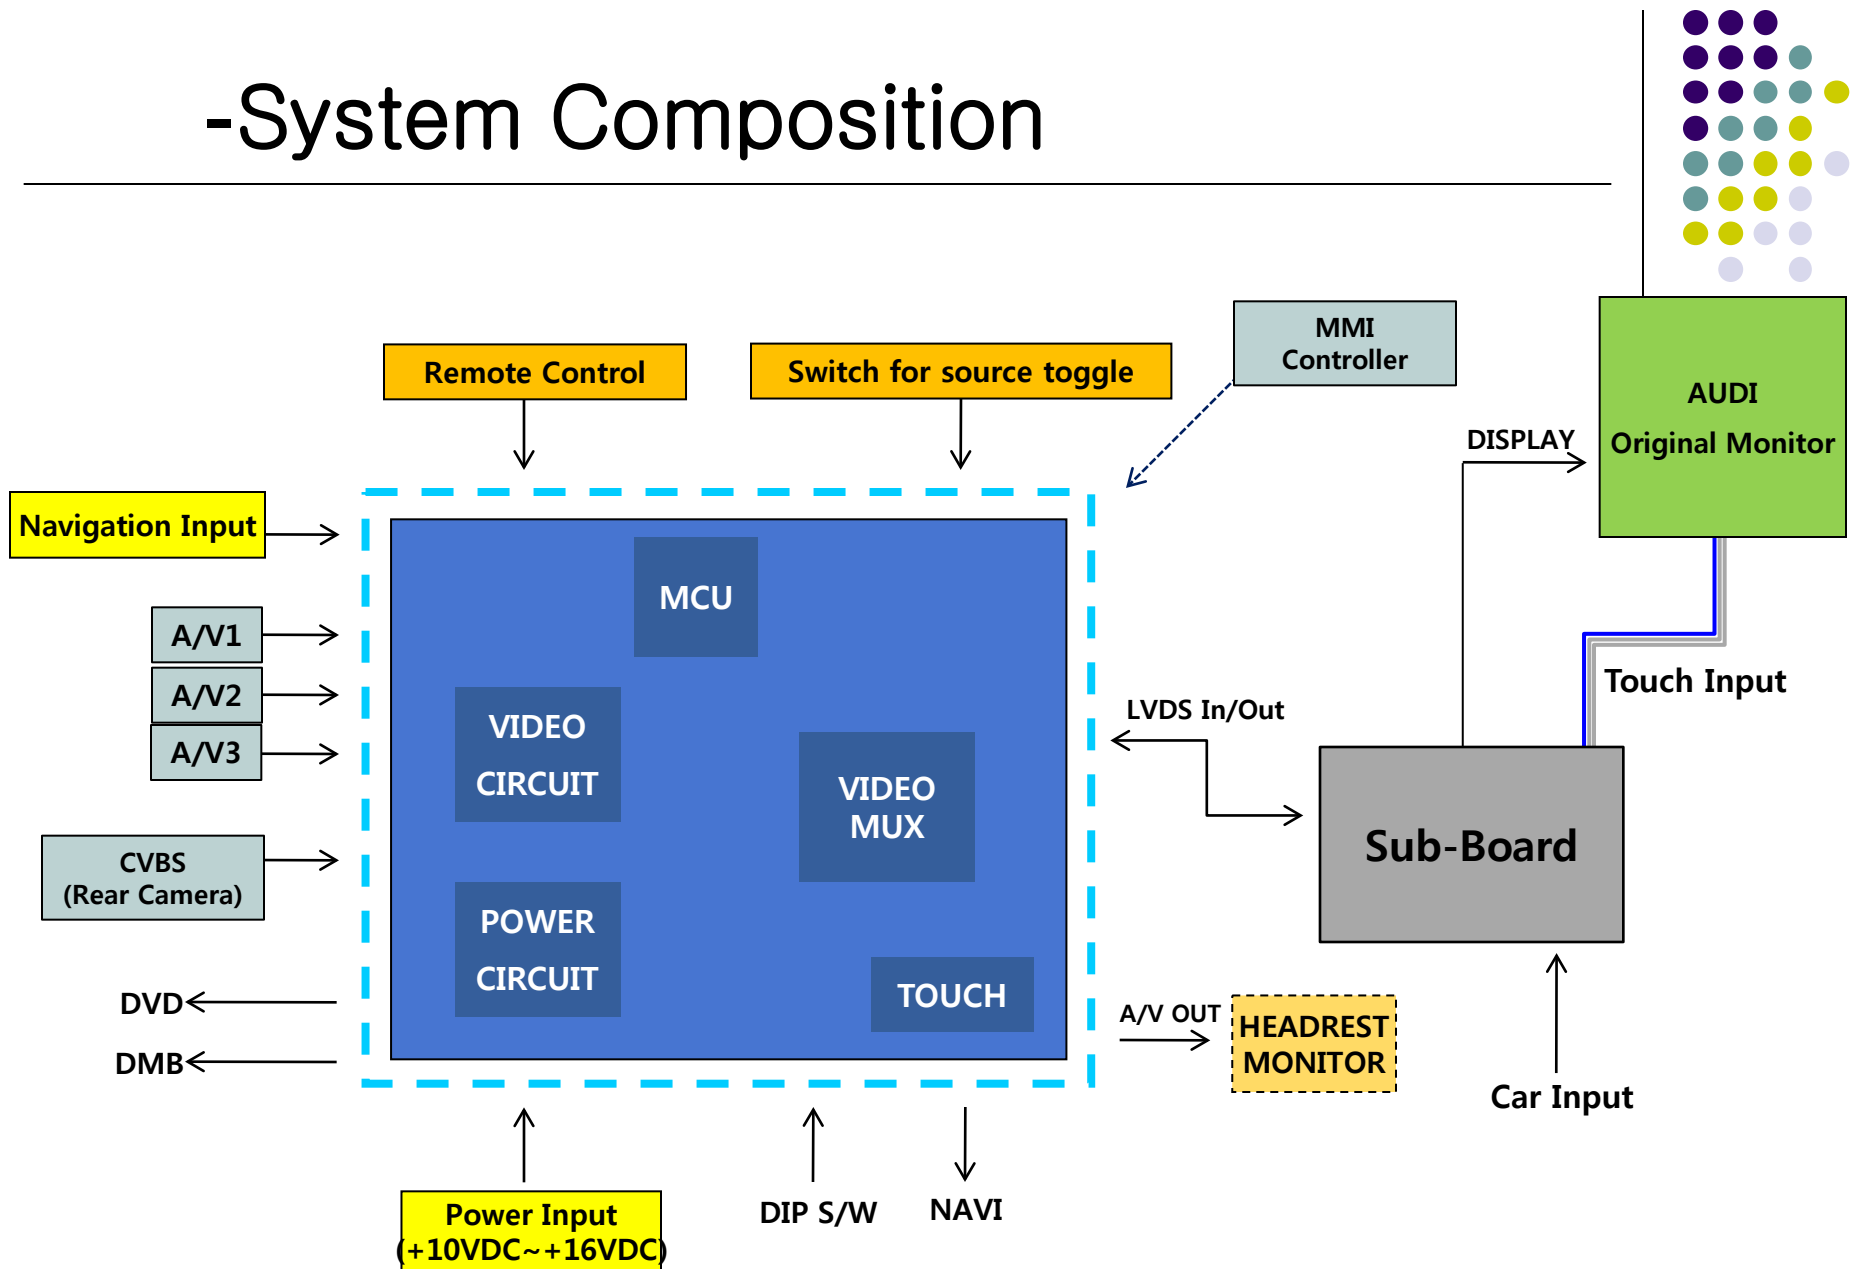 -System Composition
MMI
Controller
Remote Control
Switch for source toggle
AUDI
Original Monitor
DISPLAY
Navigation Input
MCU
A/V1
A/V2
A/V3
VIDEO
CIRCUIT
VIDEO
MUX
LVDS In/Out
Touch Input
Sub-Board
CVBS
(Rear Camera)
POWER
CIRCUIT
TOUCH
DVD
DMB
A/V OUT
HEADREST
MONITOR
Car Input
Power Input
(+10VDC~+16VDC)
DIP S/W
NAVI